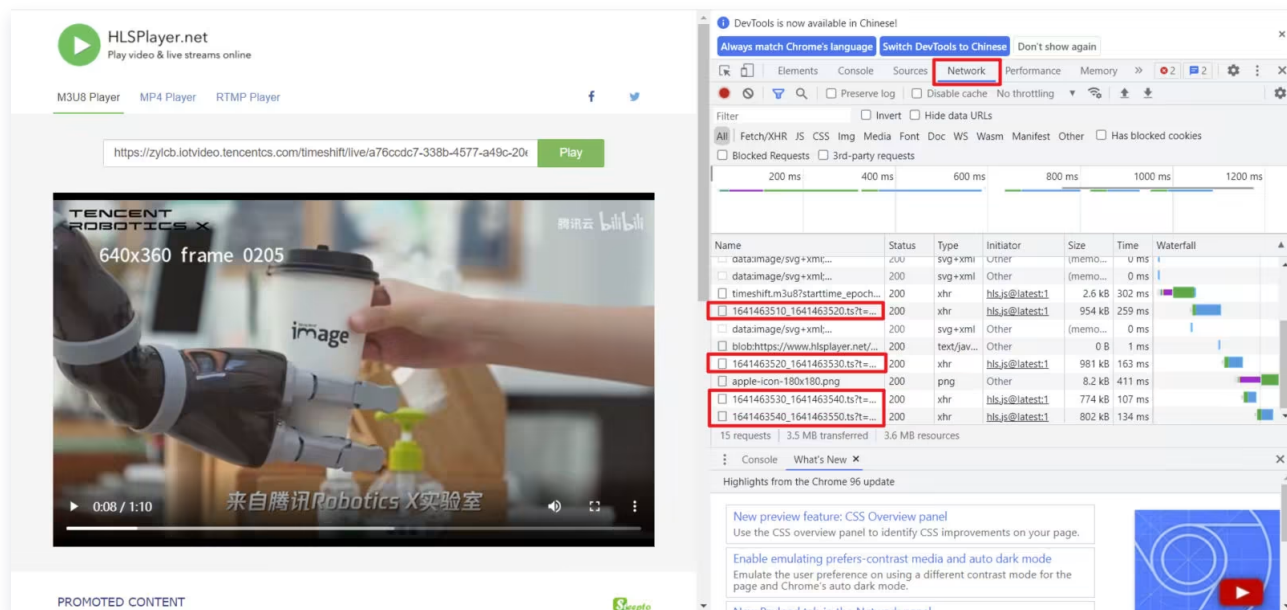 HLSPlayer.net
Play video & live streams online
M3U8 Player MP4 Player RTMP Player
https://zylcb.iotvideo.tencentcs.com/timeshift/live/a76ccdc7-338b-4577-a49c-20e
Play
TENCENT
ROBOTICS X
腾讯云 bilibili
640x360 frame 0205
image
来自腾讯Robotics X实验室
0:08 / 1:10
PROMOTED CONTENT
DevTools is now available in Chinese!
Always match Chrome's language Switch DevTools to Chinese Don't show again
Elements Console Sources Network Performance Memory 2 2
Preserve log Disable cache No throttling
Filter Invert Hide data URLs
All Fetch/XHR JS CSS Img Media Font Doc WS Wasm Manifest Other Has blocked cookies
Blocked Requests 3rd-party requests
200 ms 400 ms 600 ms 800 ms 1000 ms 1200 ms
Name Status Type Initiator Size Time Waterfall
data:image/svg+xml;... 200 svg+xml Other (memo... 0 ms
data:image/svg+xml;... 200 svg+xml Other (memo... 0 ms
timeshift.m3u8?starttime_epoch... 200 xhr hls.js@latest:1 2.6 kB 302 ms
1641463510_1641463520.ts?t=... 200 xhr hls.js@latest:1 954 kB 259 ms
data:image/svg+xml;... 200 svg+xml Other (memo... 0 ms
blob:https://www.hlsplayer.net/... 200 text/jav... Other 0 B 1 ms
1641463520_1641463530.ts?t=... 200 xhr hls.js@latest:1 981 kB 163 ms
apple-icon-180x180.png 200 png Other 8.2 kB 411 ms
1641463530_1641463540.ts?t=... 200 xhr hls.js@latest:1 774 kB 107 ms
1641463540_1641463550.ts?t=... 200 xhr hls.js@latest:1 802 kB 134 ms
15 requests 3.5 MB transferred 3.6 MB resources
Console What's New
Highlights from the Chrome 96 update
New preview feature: CSS Overview panel
Use the CSS overview panel to identify CSS improvements on your page.
Enable emulating prefers-contrast media and auto dark mode
Emulate the user preference on using a different contrast mode for the
page and Chrome's auto dark mode.